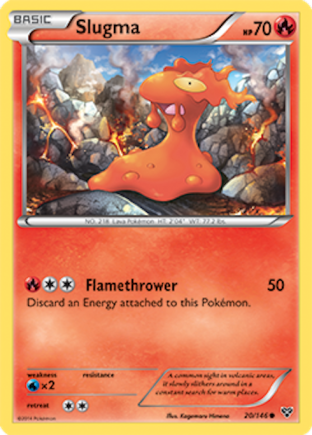 BASIC
Slugma
HP70
NO. 218 Lava Pokémon HT: 2'04" WT: 77.2 lbs.
Flamethrower 50
Discard an Energy attached to this Pokémon.
weakness resistance
×2
A common sight in volcanic areas,
it slowly slithers around in a
constant search for warm places.
retreat
©2014 Pokémon
Illus. Kagemaru Himeno 20/146
XY